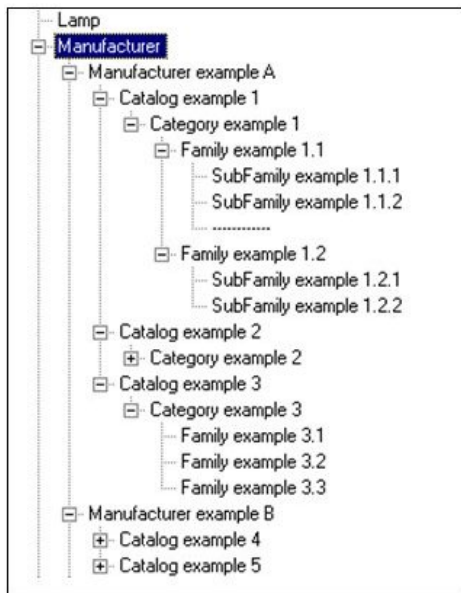 Lamp
Manufacturer
Manufacturer example A
Catalog example 1
Category example 1
Family example 1.1
SubFamily example 1.1.1
SubFamily example 1.1.2
------------
Family example 1.2
SubFamily example 1.2.1
SubFamily example 1.2.2
Catalog example 2
Category example 2
Catalog example 3
Category example 3
Family example 3.1
Family example 3.2
Family example 3.3
Manufacturer example B
Catalog example 4
Catalog example 5